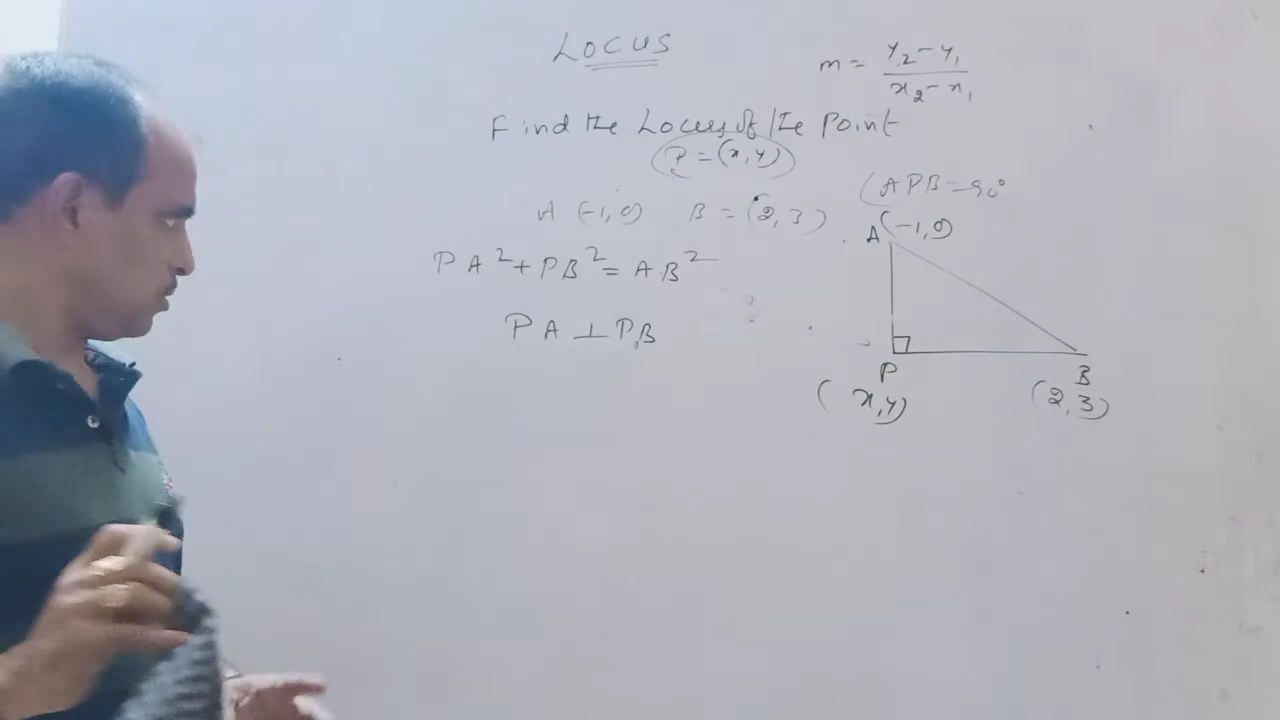 LOCUS
m = y2 - y1 / x2 - x1
Find the Locus of the Point
P = (x, y)
A (-1, 0) B = (2, 3)
(APB = 90°
PA² + PB² = AB²
PA ⊥ PB
A (-1, 0)
P
(x, y)
B
(2, 3)